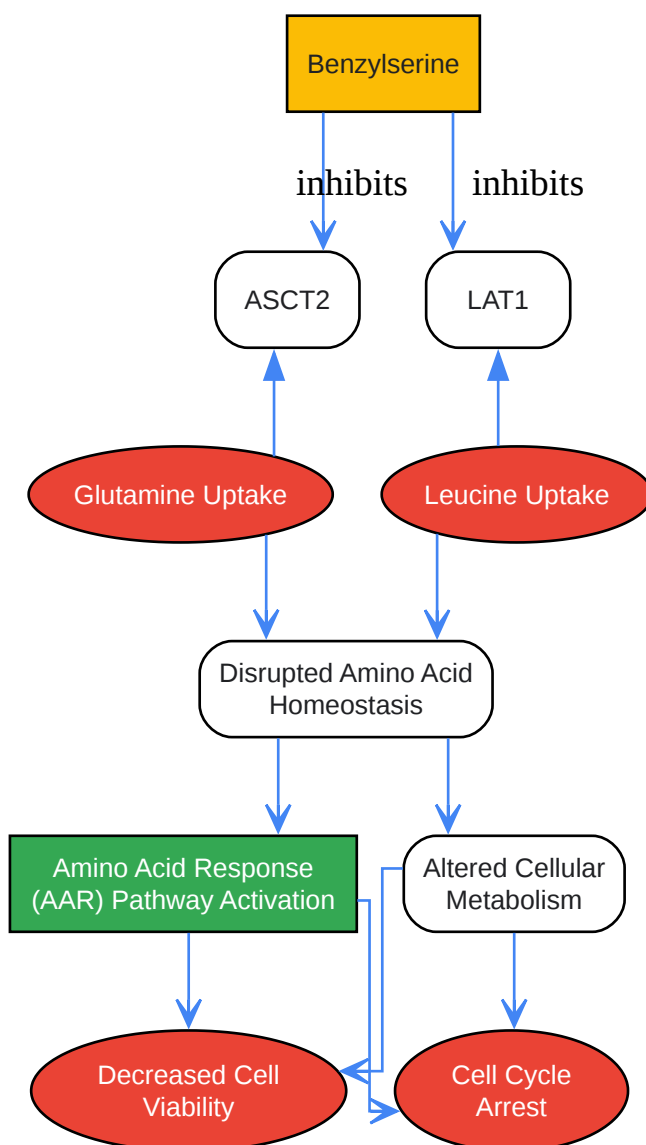 Benzylserine
inhibits
inhibits
ASCT2
LAT1
Glutamine Uptake
Leucine Uptake
Disrupted Amino Acid
Homeostasis
Amino Acid Response
(AAR) Pathway Activation
Altered Cellular
Metabolism
Decreased Cell
Viability
Cell Cycle
Arrest